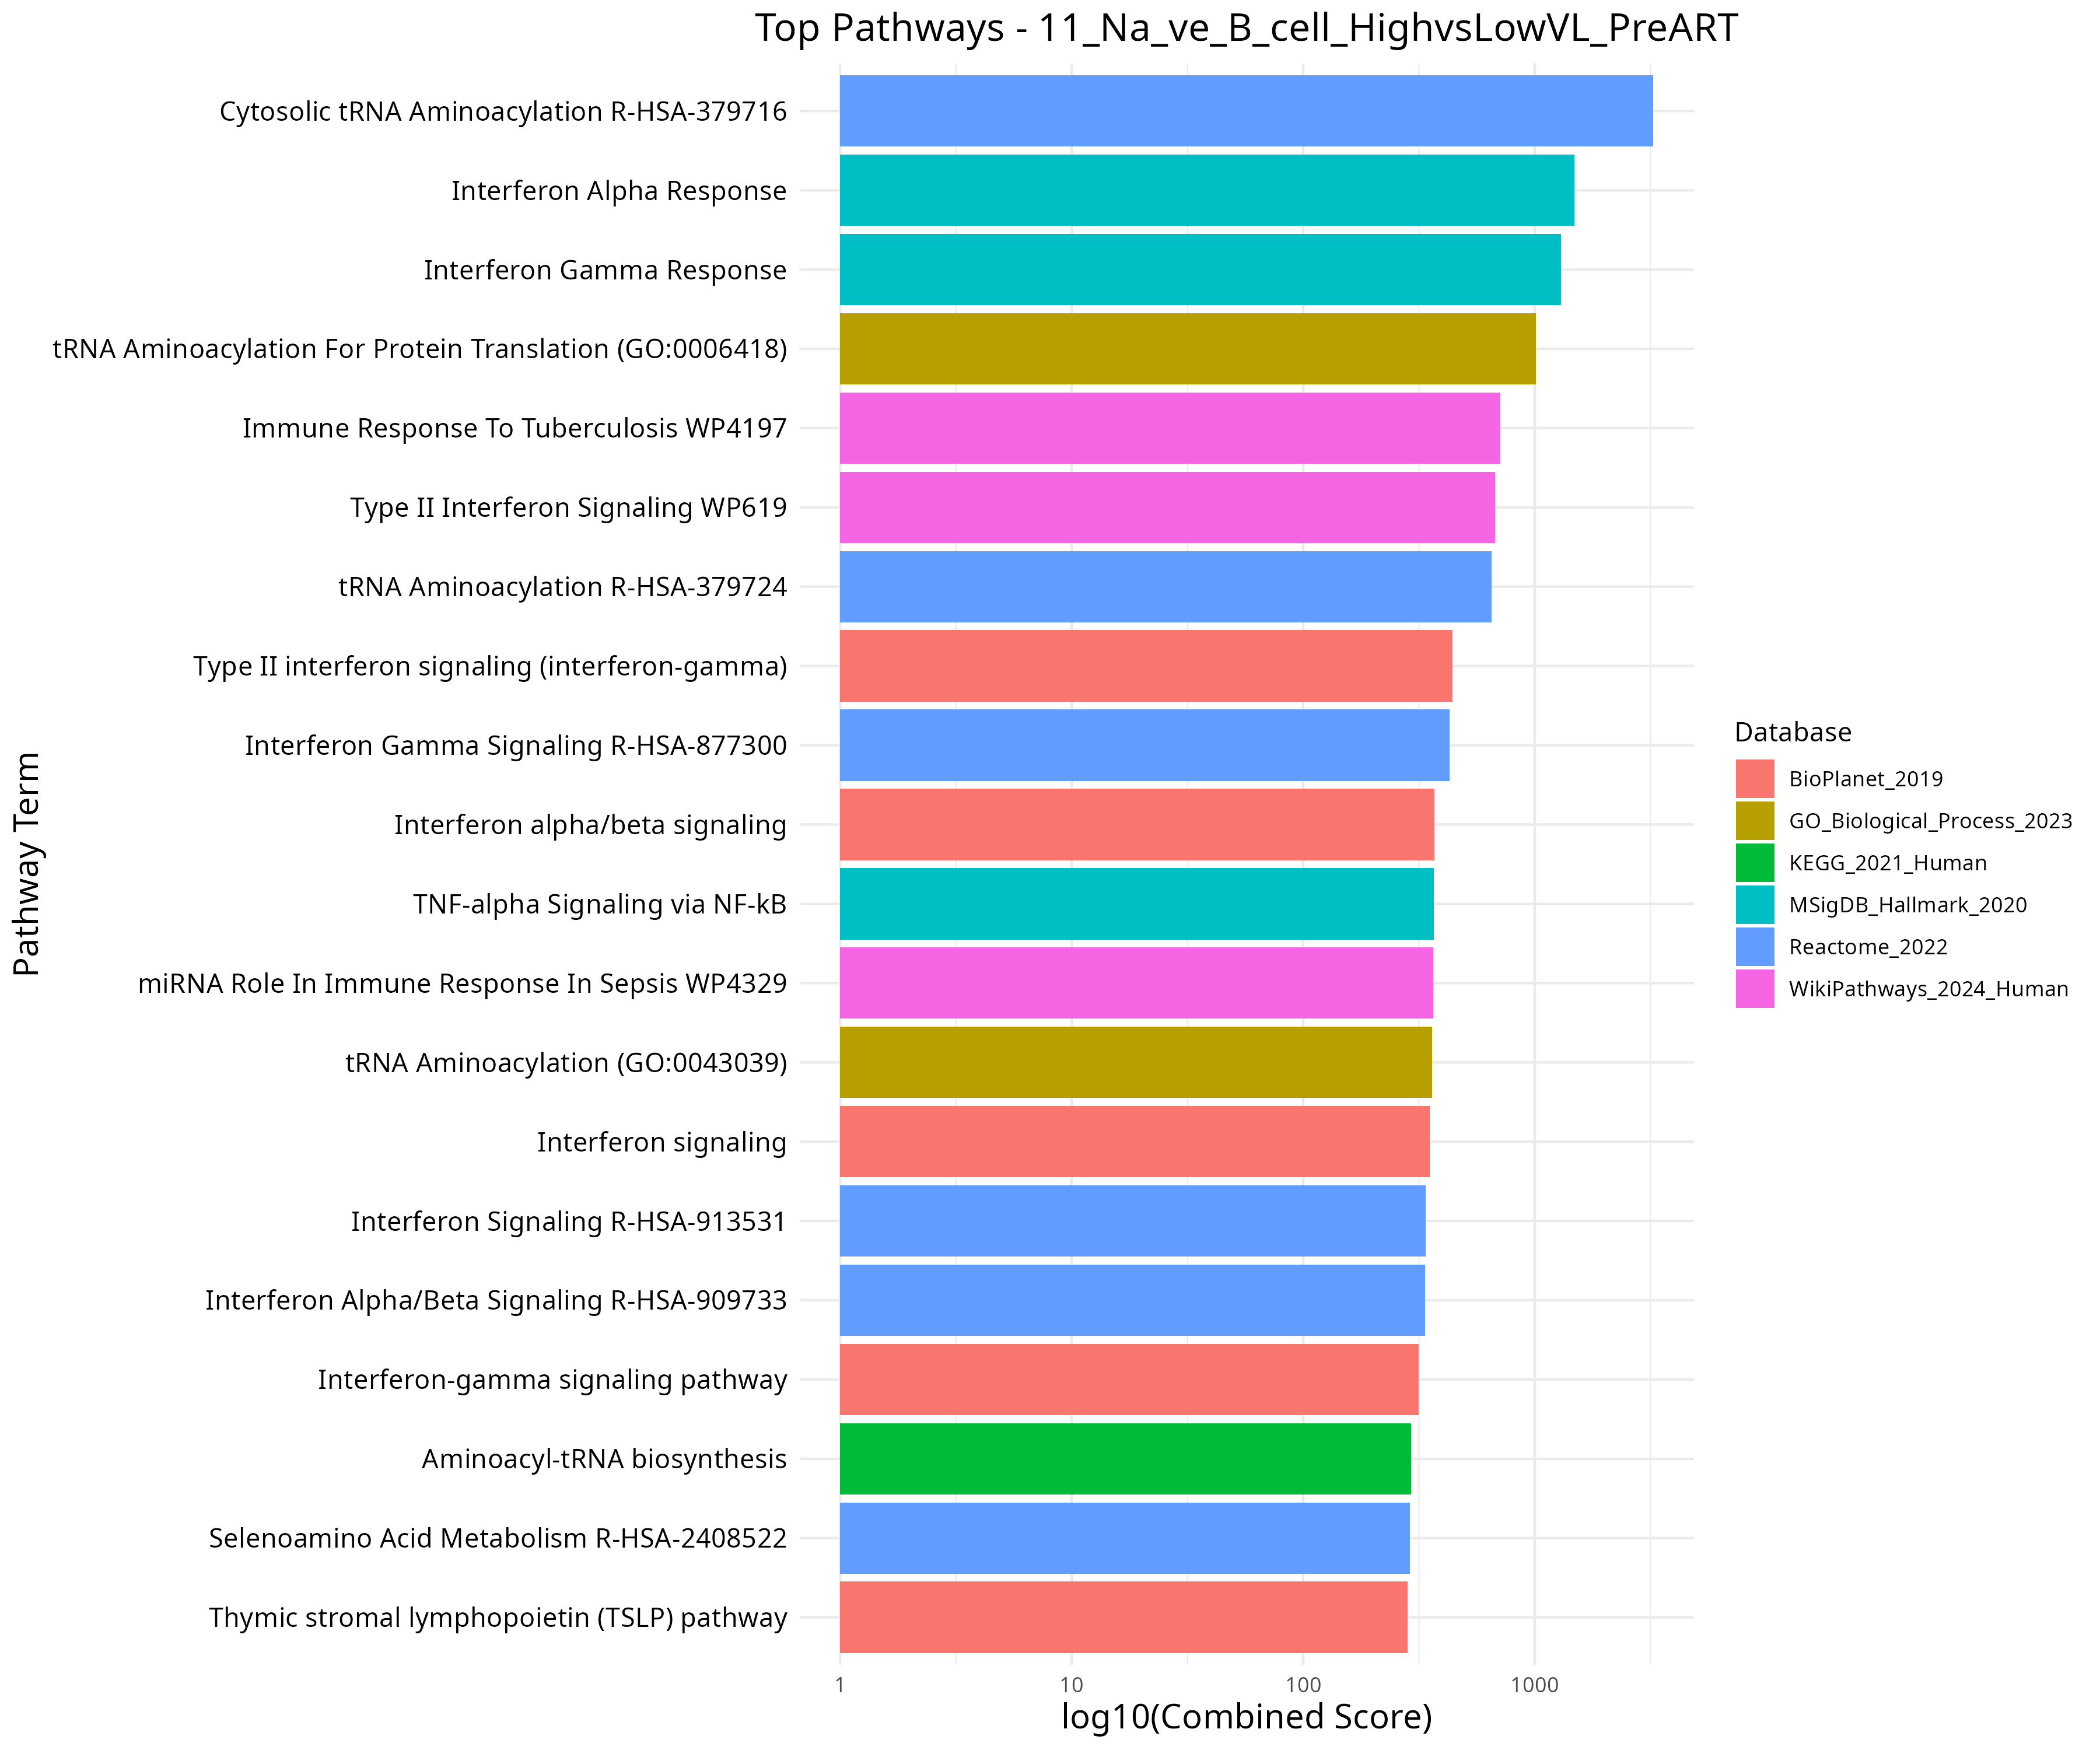 Top Pathways - 11_Na_ve_B_cell_HighvsLowVL_PreART
Pathway Term
Cytosolic tRNA Aminoacylation R-HSA-379716
Interferon Alpha Response
Interferon Gamma Response
tRNA Aminoacylation For Protein Translation (GO:0006418)
Immune Response To Tuberculosis WP4197
Type II Interferon Signaling WP619
tRNA Aminoacylation R-HSA-379724
Type II interferon signaling (interferon-gamma)
Interferon Gamma Signaling R-HSA-877300
Interferon alpha/beta signaling
TNF-alpha Signaling via NF-kB
miRNA Role In Immune Response In Sepsis WP4329
tRNA Aminoacylation (GO:0043039)
Interferon signaling
Interferon Signaling R-HSA-913531
Interferon Alpha/Beta Signaling R-HSA-909733
Interferon-gamma signaling pathway
Aminoacyl-tRNA biosynthesis
Selenoamino Acid Metabolism R-HSA-2408522
Thymic stromal lymphopoietin (TSLP) pathway
1 10 100 1000
log10(Combined Score)
Database
BioPlanet_2019
GO_Biological_Process_2023
KEGG_2021_Human
MSigDB_Hallmark_2020
Reactome_2022
WikiPathways_2024_Human